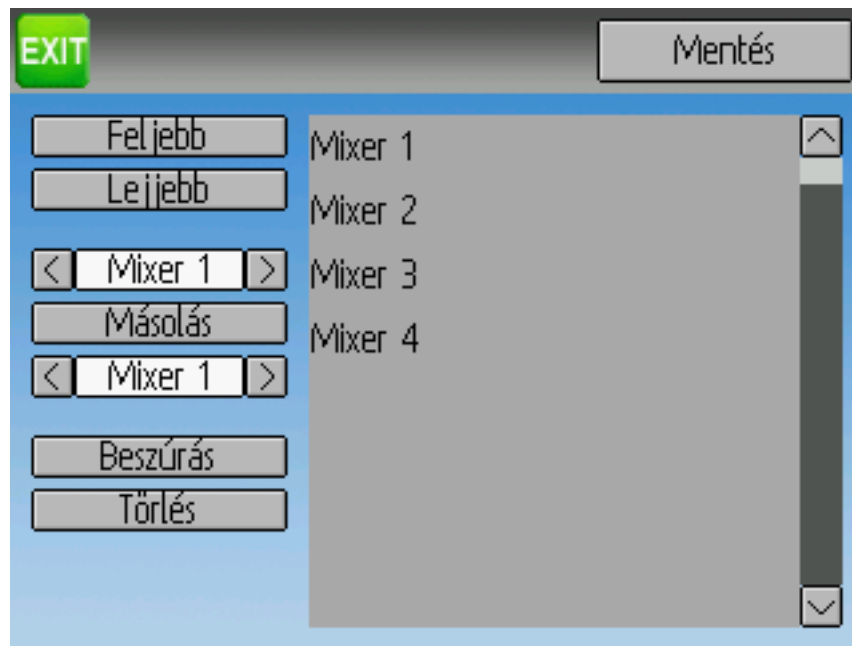 EXIT
Mentés
Feljebb
Lejjebb
< Mixer 1 >
Másolás
< Mixer 1 >
Beszúrás
Törlés
Mixer 1
Mixer 2
Mixer 3
Mixer 4